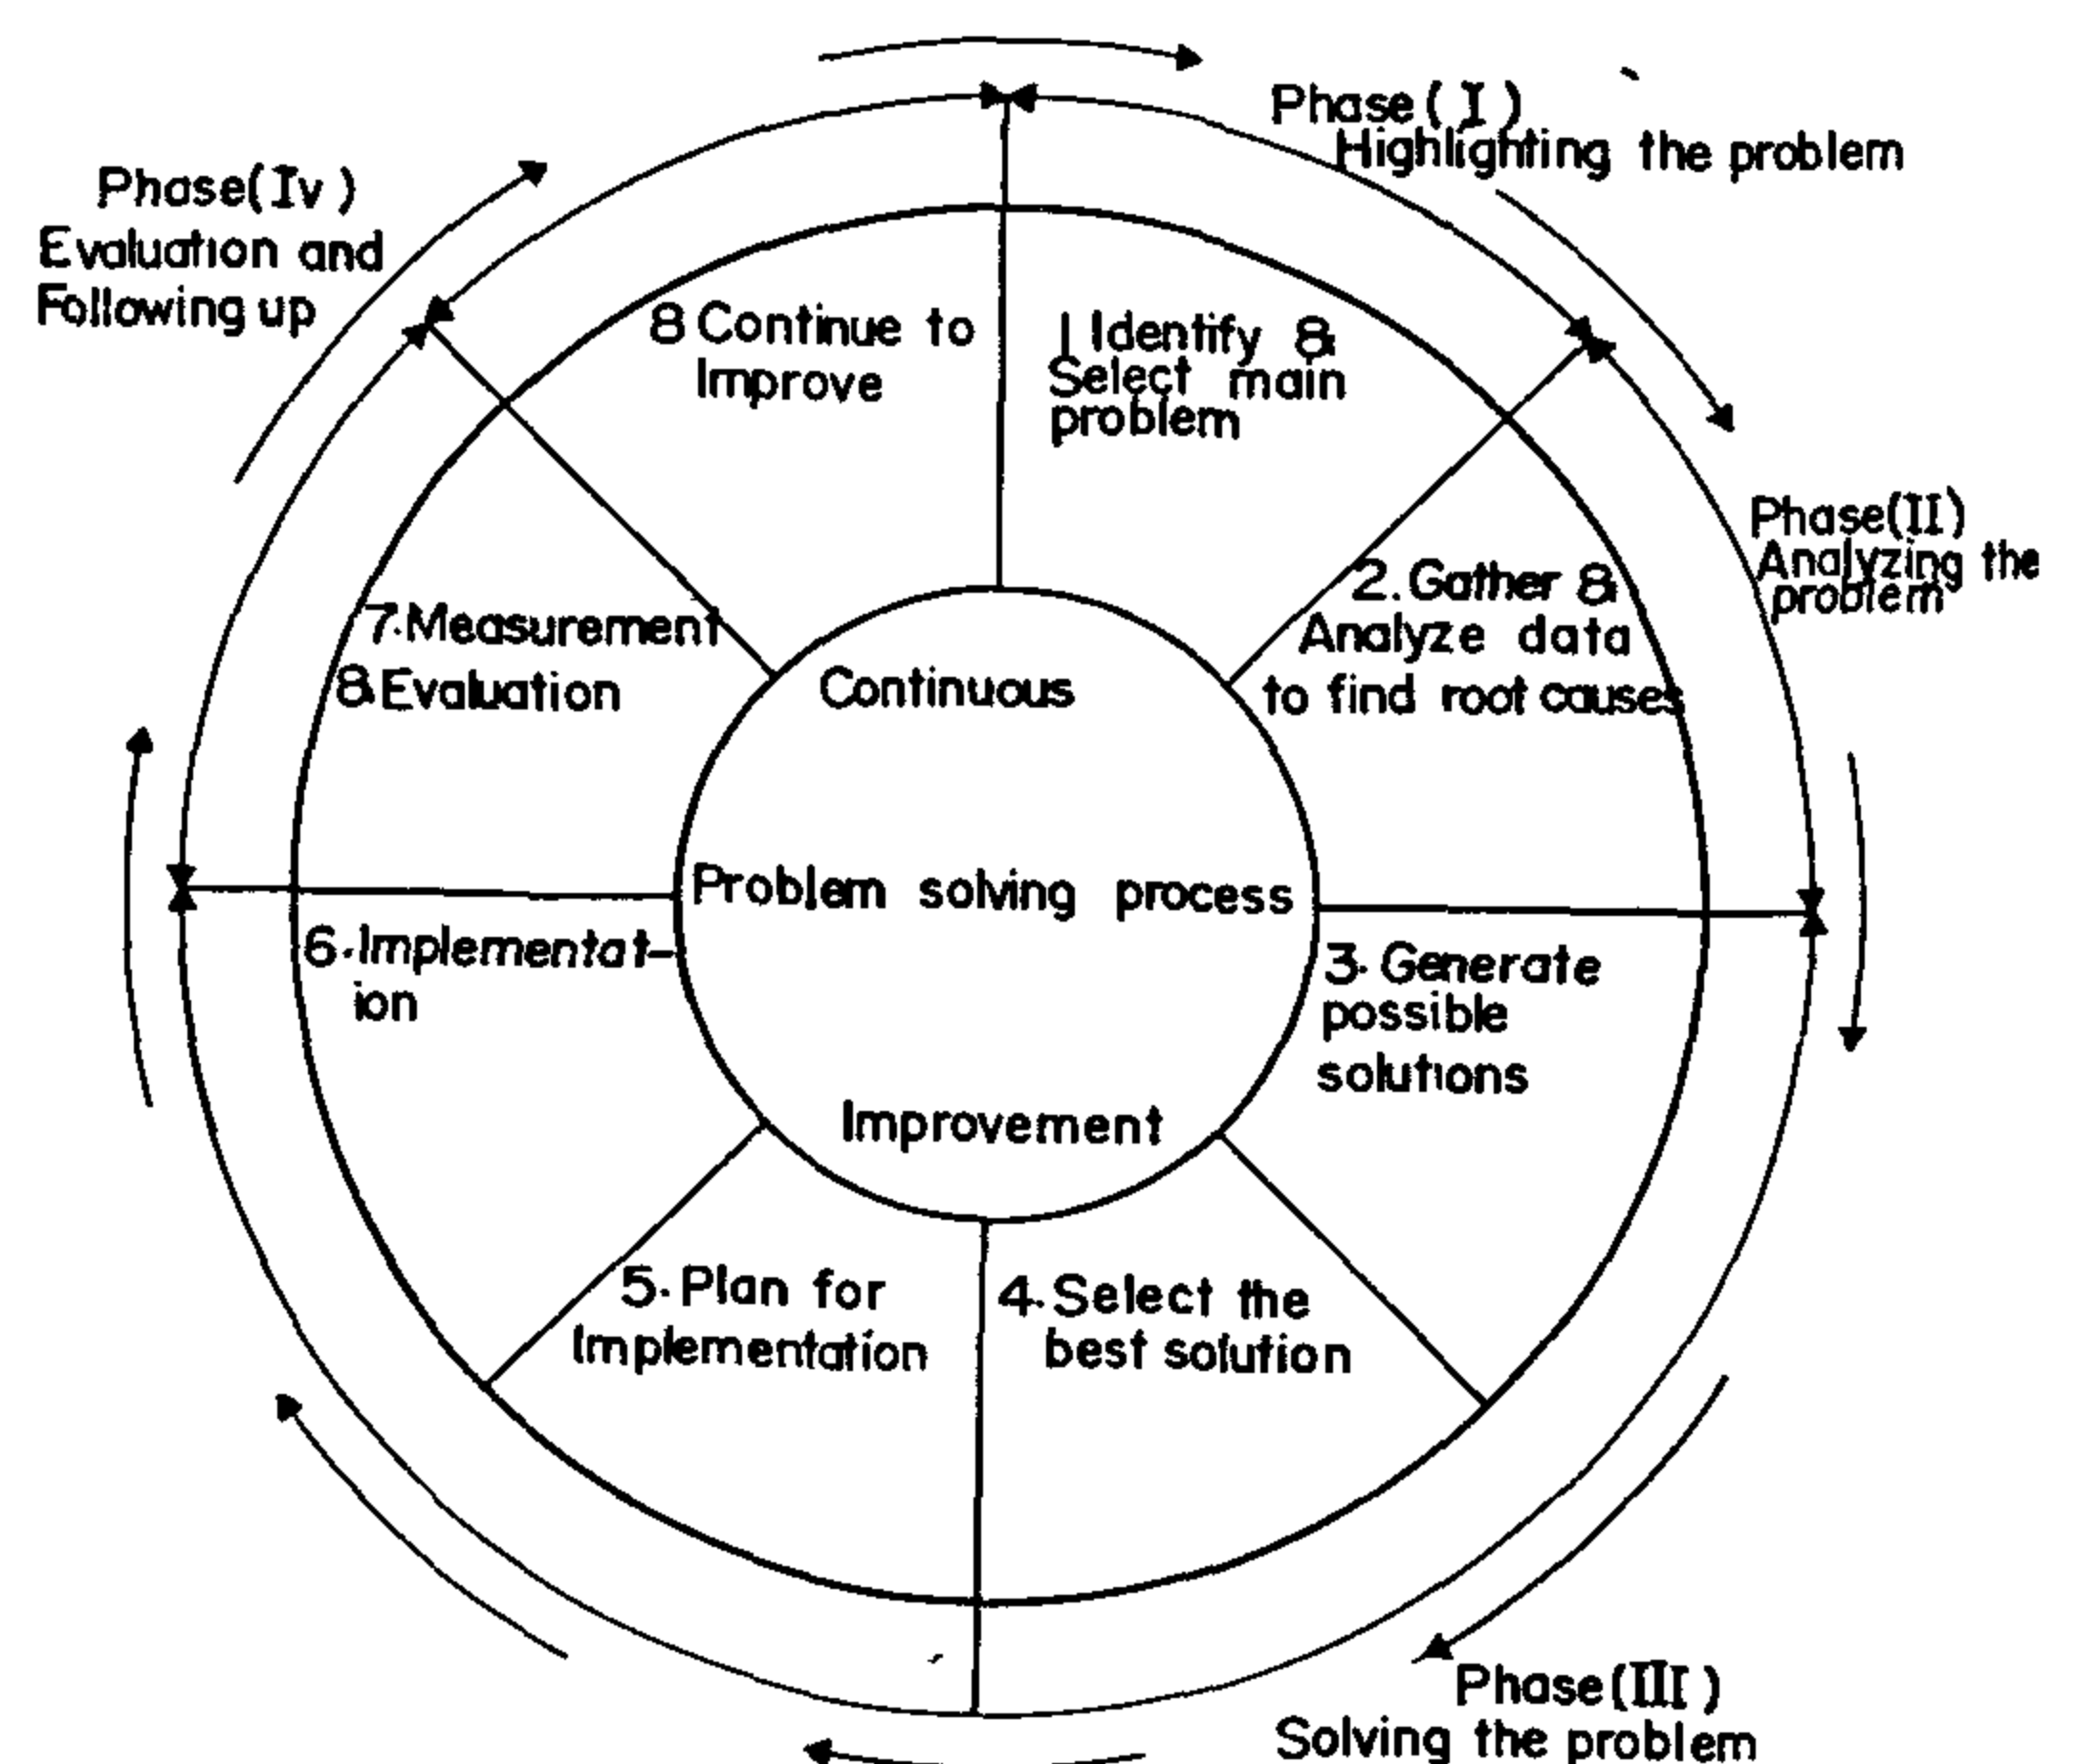 Phase( I )
Highlighting the problem
Phase(Iv )
Evaluation and
Following up
8 Continue to
Improve
1 Identify &
Select main
problem
Phase(II)
Analyzing the
problem
2. Gather &
Analyze data
to find root causes
7. Measurement
& Evaluation
Continuous
Problem solving process
Improvement
6. Implementat-
ion
3. Generate
possible
solutions
5. Plan for
Implementation
4. Select the
best solution
Phase(III )
Solving the problem